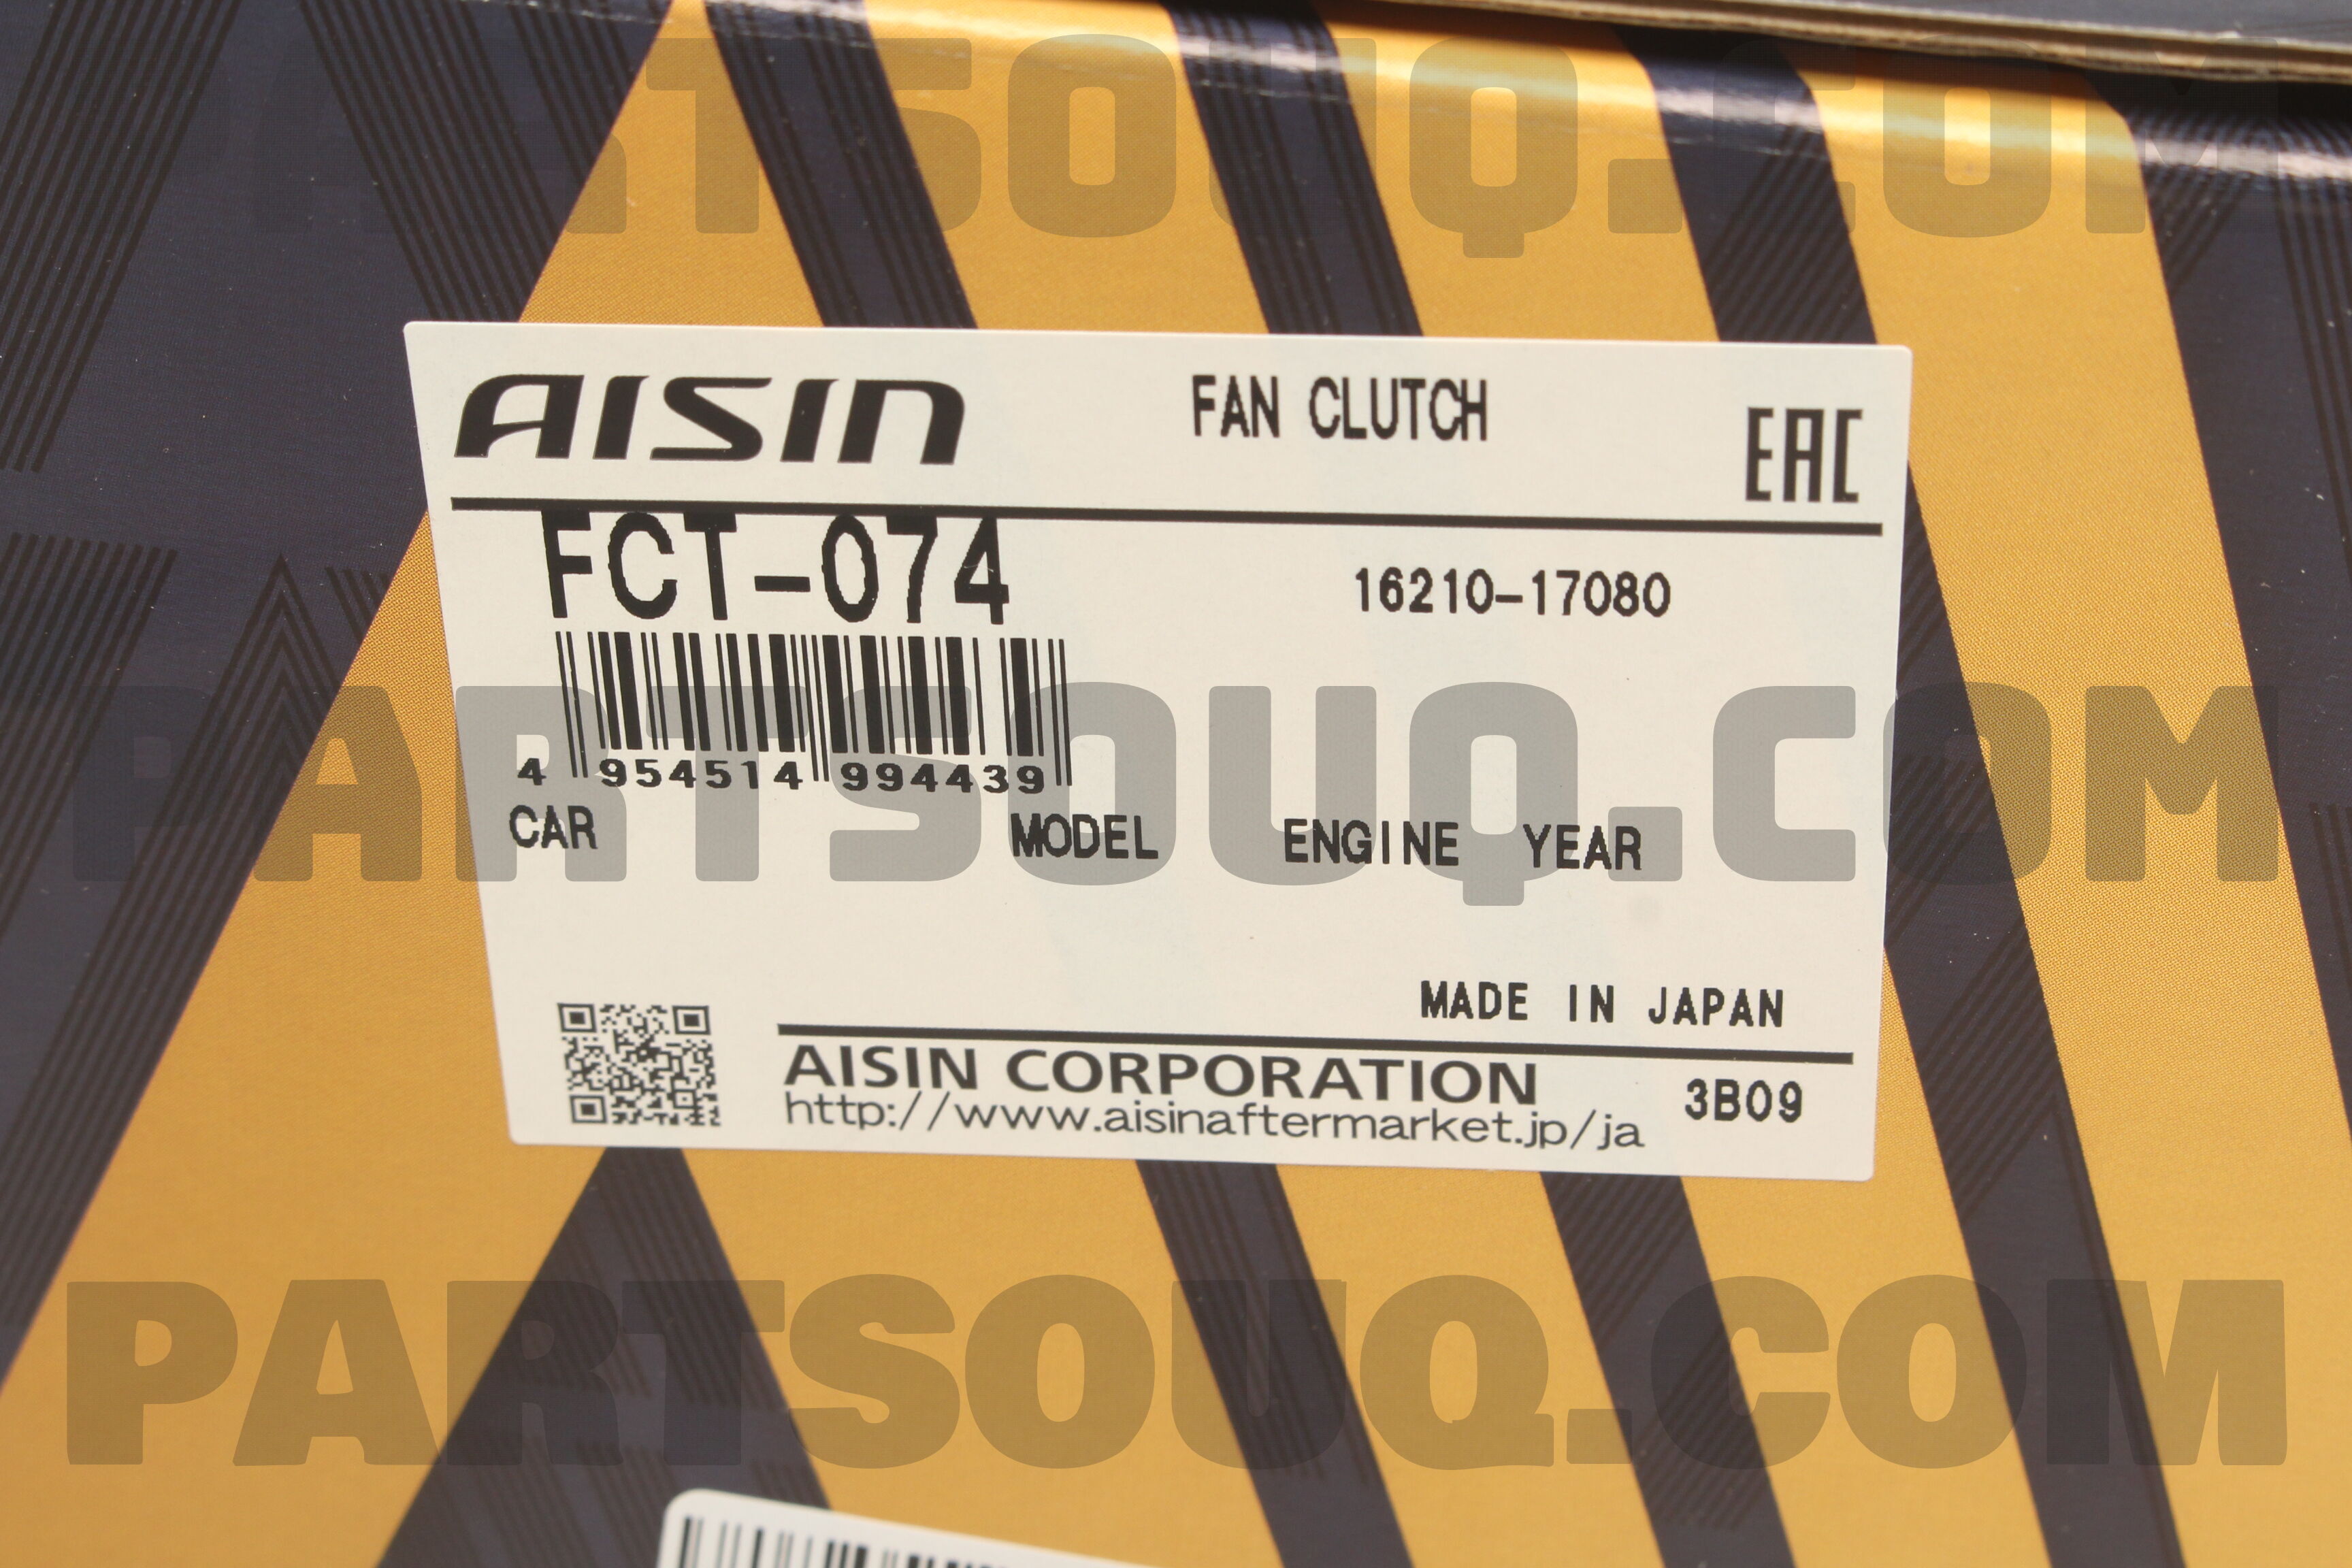 PARTSOUQ.COM
AISIN FAN CLUTCH EAC
FCT-074 16210-17080
4 954514 994439
PARTSOUQ.COM
CAR MODEL ENGINE YEAR
MADE IN JAPAN
AISIN CORPORATION 3B09
http://www.aisinaftermarket.jp/ja
PARTSOUQ.COM